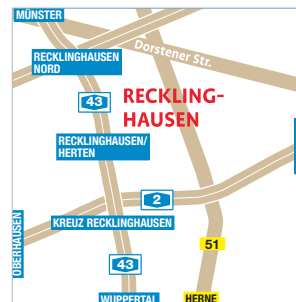 MÜNSTER
Dorstener Str.
RECKLINGHAUSEN
NORD
43
RECKLING-
HAUSEN
RECKLINGHAUSEN/
HERTEN
2
KREUZ RECKLINGHAUSEN
OBERHAUSEN
51
43
WUPPERTAL
HERNE